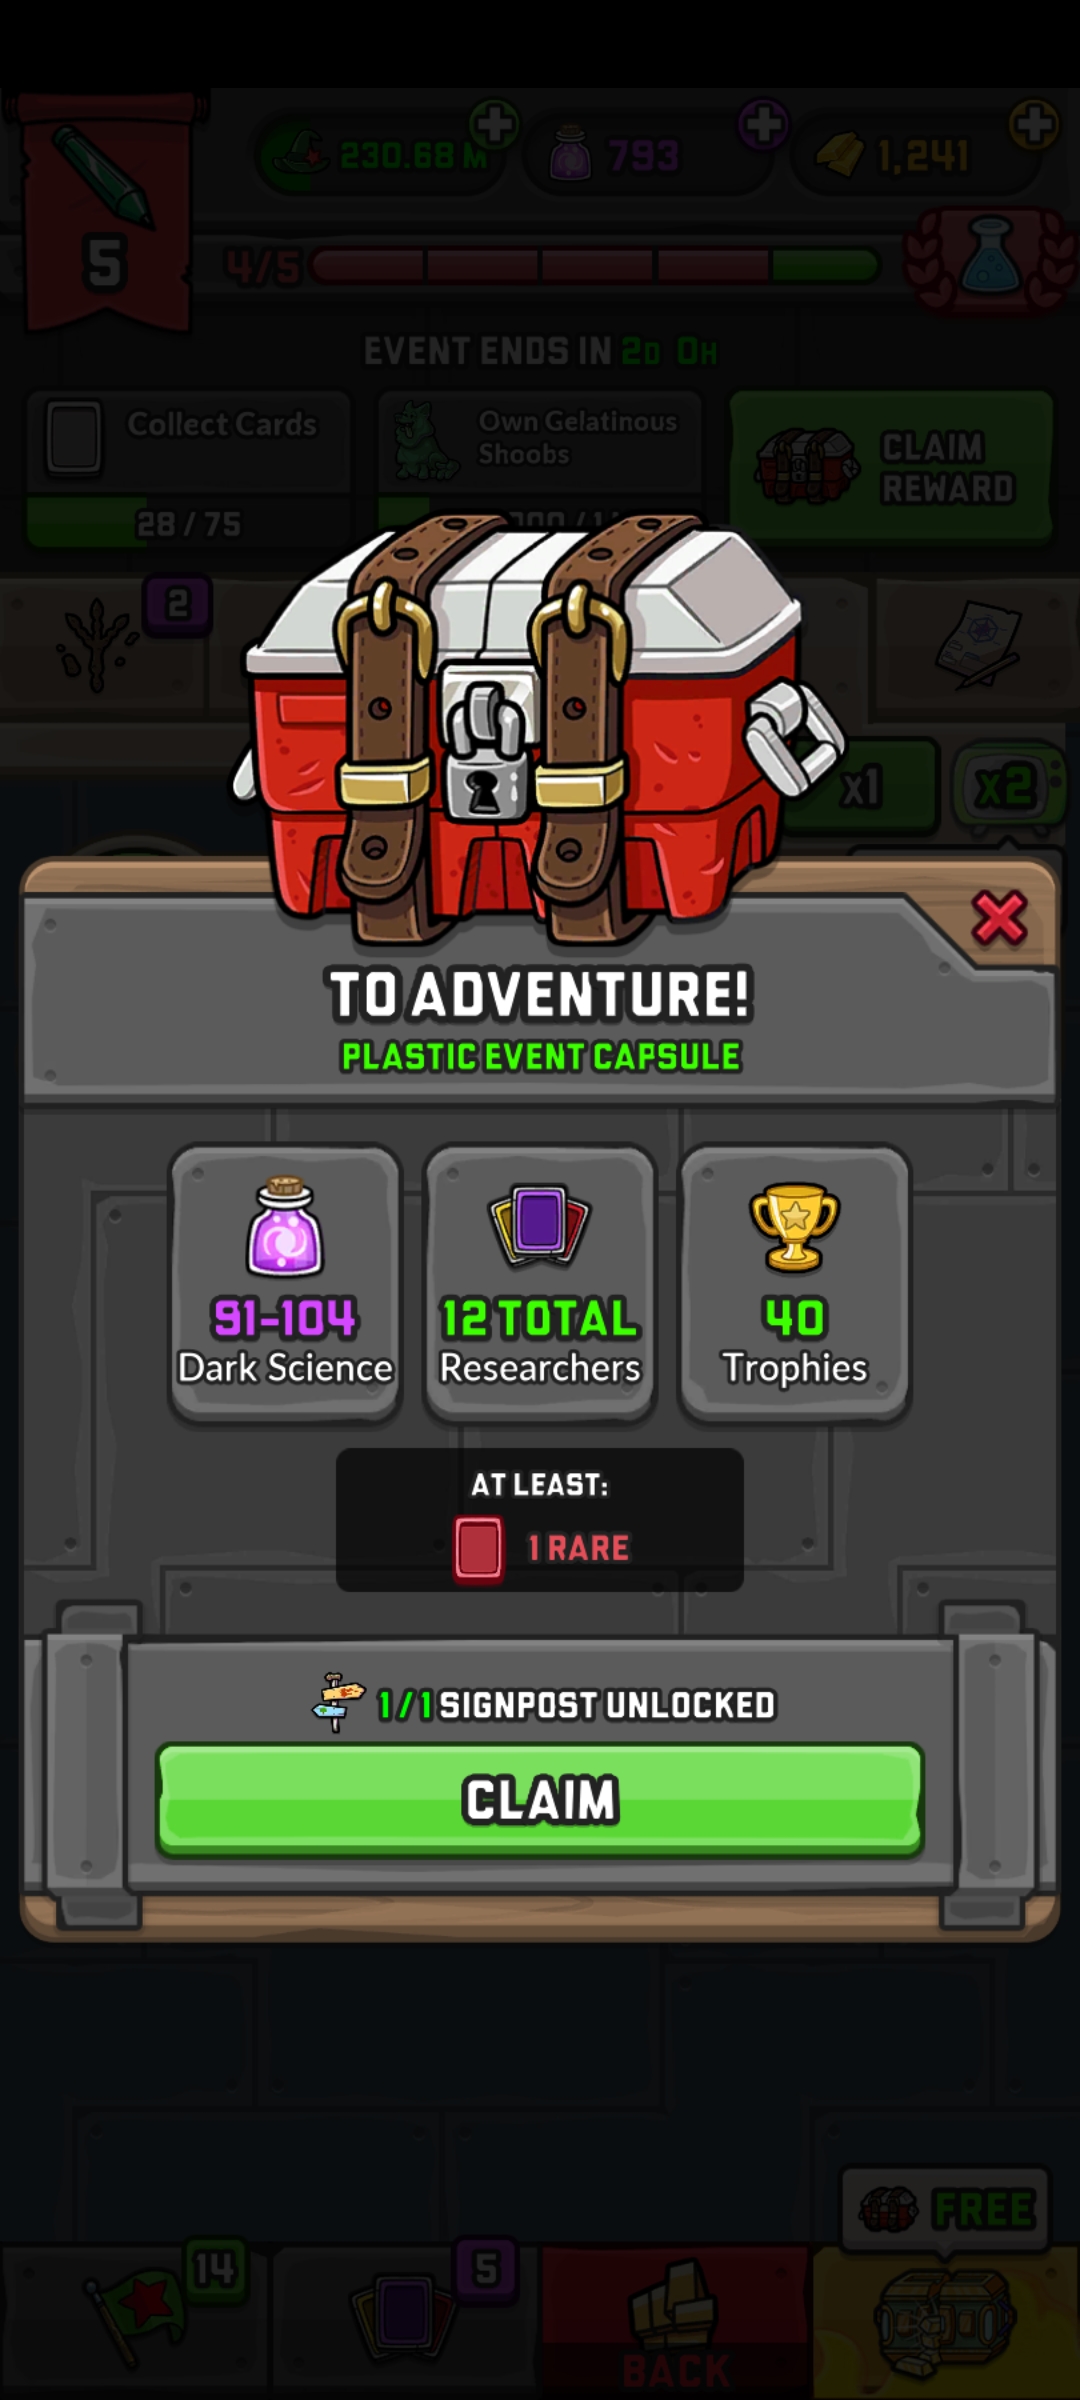 230.68 M
793
1,241
5
4/5
EVENT ENDS IN 2D 0H
Collect Cards
Own Gelatinous
Shoobs
CLAIM
REWARD
28 / 75
2
x1
x2
TO ADVENTURE!
PLASTIC EVENT CAPSULE
91-104
Dark Science
12 TOTAL
Researchers
40
Trophies
AT LEAST:
1 RARE
1/1 SIGNPOST UNLOCKED
CLAIM
FREE
14
5
BACK